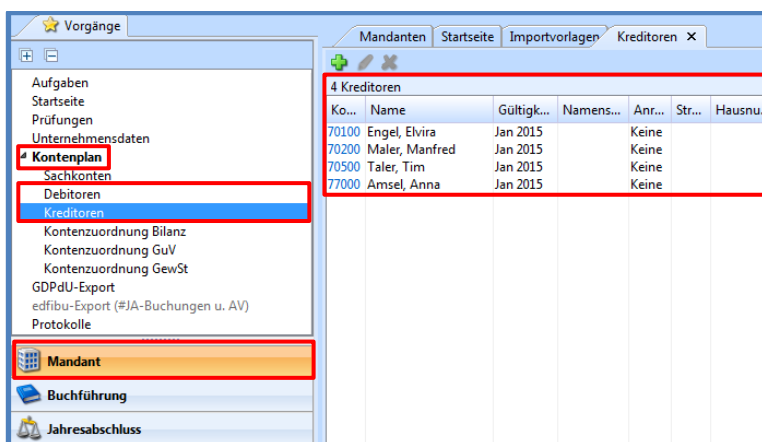 Vorgänge
Aufgaben
Startseite
Prüfungen
Unternehmensdaten
Kontenplan
Sachkonten
Debitoren
Kreditoren
Kontenzuordnung Bilanz
Kontenzuordnung GuV
Kontenzuordnung GewSt
GDPdU-Export
edfibu-Export (#JA-Buchungen u. AV)
Protokolle
Mandant
Buchführung
Jahresabschluss
Mandanten Startseite Importvorlagen Kreditoren
4 Kreditoren
Ko... Name Gültigk... Namens... Anr... Str... Hausnu.
70100 Engel, Elvira Jan 2015 Keine
70200 Maler, Manfred Jan 2015 Keine
70500 Taler, Tim Jan 2015 Keine
77000 Amsel, Anna Jan 2015 Keine